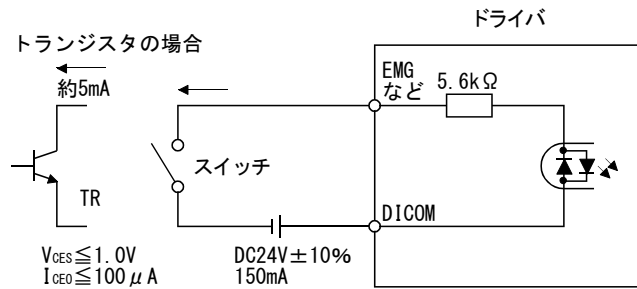 ドライバ
トランジスタの場合
約5mA
EMG
など
5.6kΩ
スイッチ
TR
DICOM
VCES≦1.0V
ICEO≦100μA
DC24V±10%
150mA